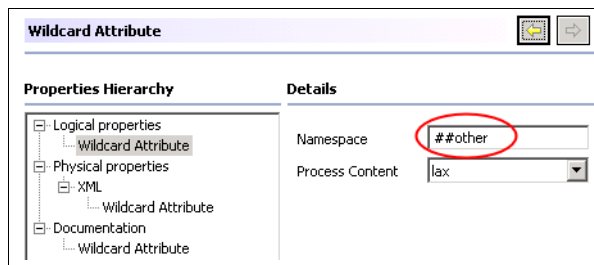 Wildcard Attribute
Properties Hierarchy
Details
Logical properties
Wildcard Attribute
Physical properties
XML
Wildcard Attribute
Documentation
Wildcard Attribute
Namespace
##other
Process Content
lax